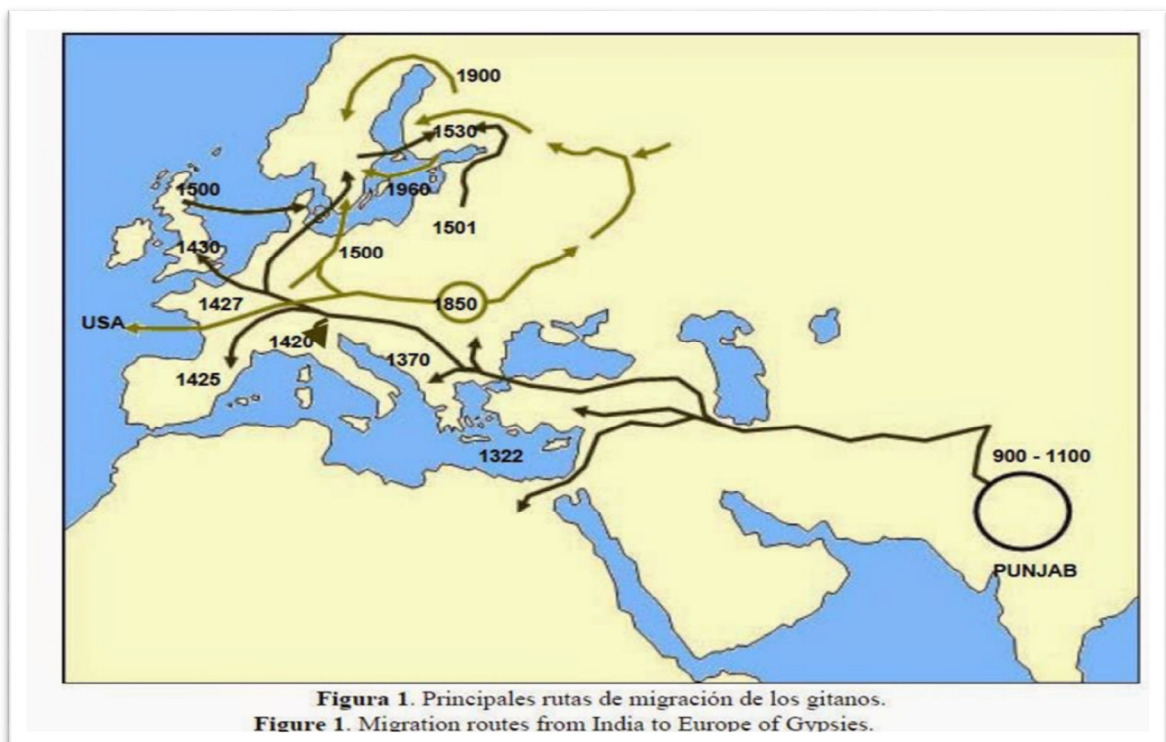 1900
1530
1500
1960
1501
1430
1500
1427
1850
USA
1420
1370
1425
1322
900 - 1100
PUNJAB
Figura 1. Principales rutas de migración de los gitanos.
Figure 1. Migration routes from India to Europe of Gypsies.